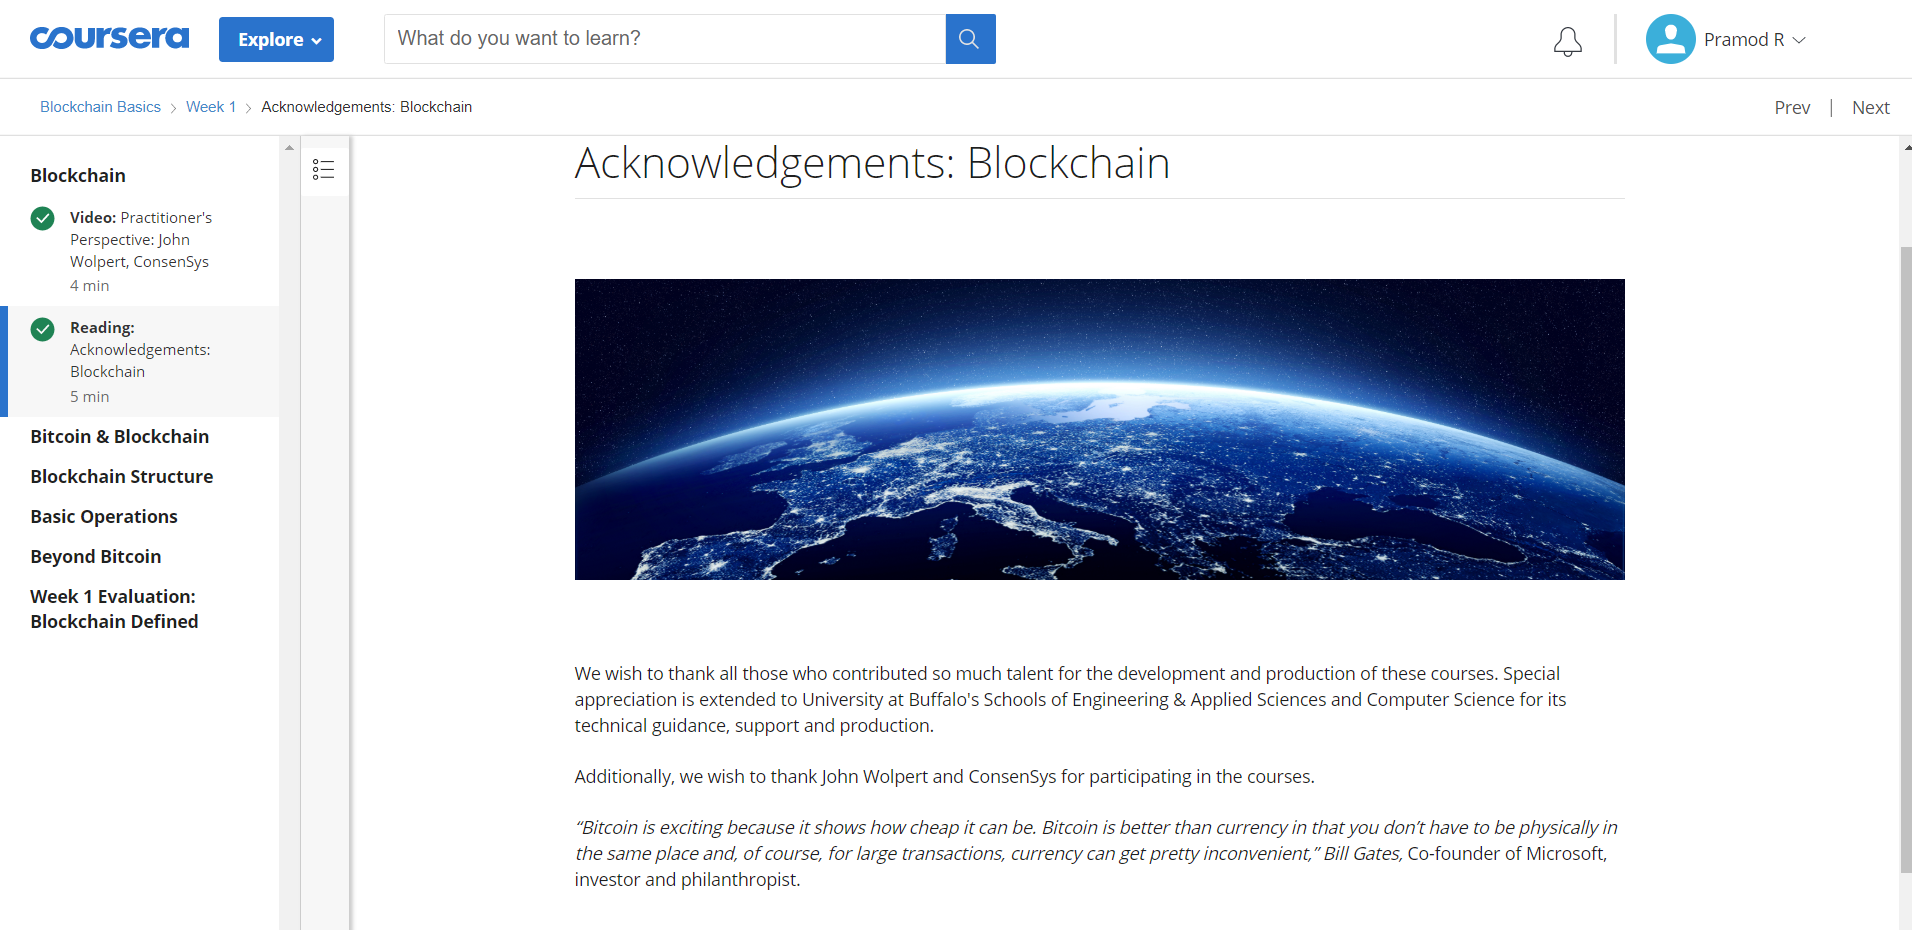 coursera
Explore
What do you want to learn?
Pramod R
Blockchain Basics
Week 1
Acknowledgements: Blockchain
Prev
|
Next
Blockchain
Video: Practitioner's
Perspective: John
Wolpert, ConsenSys
4 min
Reading:
Acknowledgements:
Blockchain
5 min
Bitcoin & Blockchain
Blockchain Structure
Basic Operations
Beyond Bitcoin
Week 1 Evaluation:
Blockchain Defined
Acknowledgements: Blockchain
We wish to thank all those who contributed so much talent for the development and production of these courses. Special
appreciation is extended to University at Buffalo's Schools of Engineering & Applied Sciences and Computer Science for its
technical guidance, support and production.
Additionally, we wish to thank John Wolpert and ConsenSys for participating in the courses.
“Bitcoin is exciting because it shows how cheap it can be. Bitcoin is better than currency in that you don’t have to be physically in
the same place and, of course, for large transactions, currency can get pretty inconvenient,” Bill Gates, Co-founder of Microsoft,
investor and philanthropist.